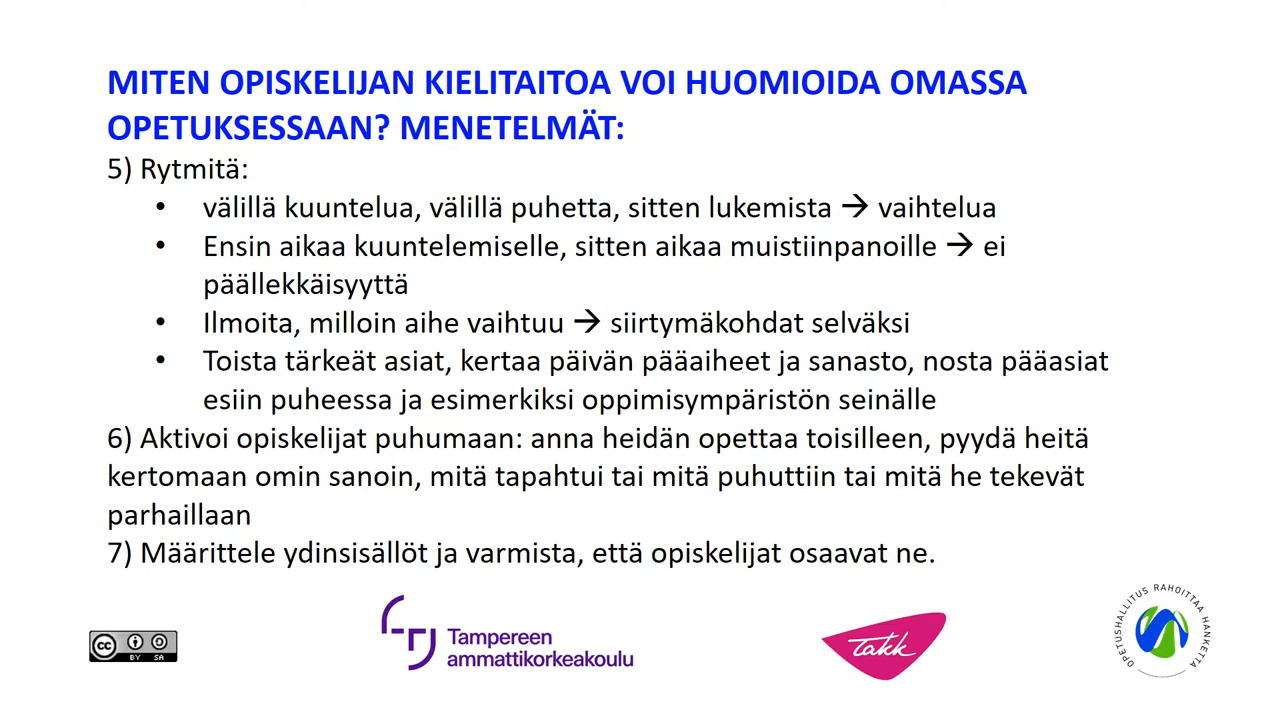 MITEN OPISKELIJAN KIELITAITOA VOI HUOMIOIDA OMASSA
OPETUKSESSAAN? MENETELMÄT:
5) Rytmitä:
• välillä kuuntelua, välillä puhetta, sitten lukemista → vaihtelua
• Ensin aikaa kuuntelemiselle, sitten aikaa muistiinpanoille → ei
päällekkäisyyttä
• Ilmoita, milloin aihe vaihtuu → siirtymäkohdat selväksi
• Toista tärkeät asiat, kertaa päivän pääaiheet ja sanasto, nosta pääasiat
esiin puheessa ja esimerkiksi oppimisympäristön seinälle
6) Aktivoi opiskelijat puhumaan: anna heidän opettaa toisilleen, pyydä heitä
kertomaan omin sanoin, mitä tapahtui tai mitä puhuttiin tai mitä he tekevät
parhaillaan
7) Määrittele ydinsisällöt ja varmista, että opiskelijat osaavat ne.
cc BY SA
Tampereen
ammattikorkeakoulu
takk
OPETUSHALLITUS RAHOITTAA HANKETTA